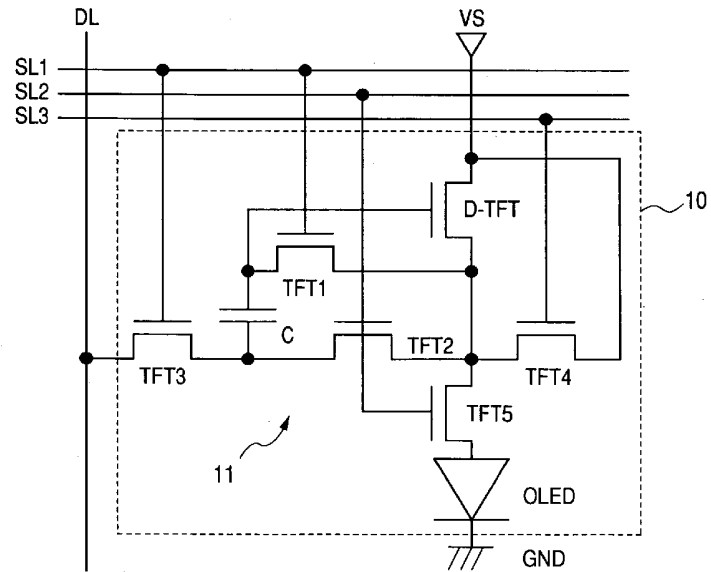 DL
VS
SL1
SL2
SL3
10
D-TFT
TFT1
C
TFT2
TFT3
TFT4
TFT5
11
OLED
GND